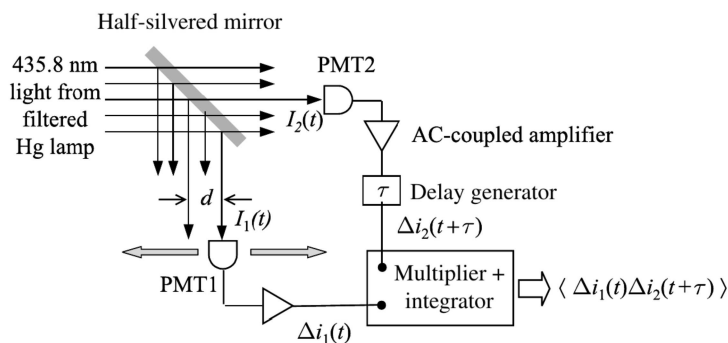 Half-silvered mirror
435.8 nm
light from
filtered
Hg lamp
PMT2
I₂(t)
AC-coupled amplifier
τ
Delay generator
d
I₁(t)
Δi₂(t+τ)
PMT1
Multiplier +
integrator
⟨ Δi₁(t)Δi₂(t+τ) ⟩
Δi₁(t)